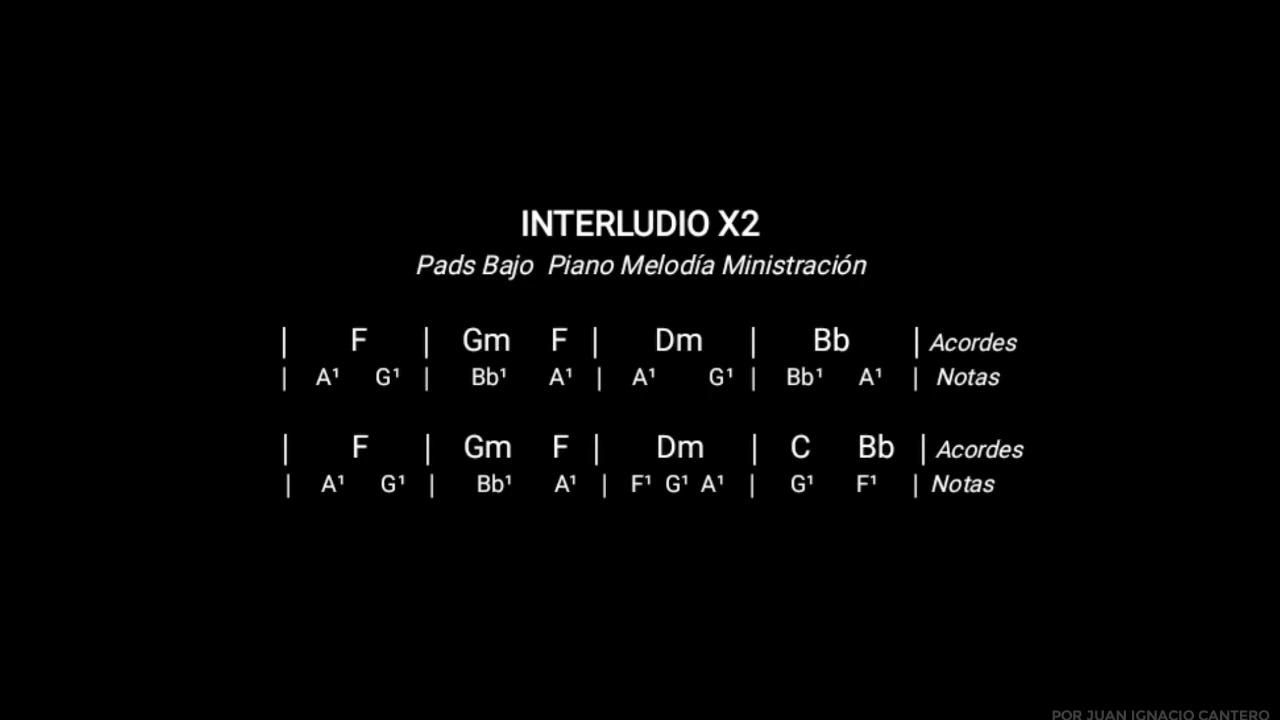 INTERLUDIO X2
Pads Bajo Piano Melodía Ministración
| F | Gm F | Dm | Bb | Acordes
| A¹ G¹ | Bb¹ A¹ | A¹ G¹ | Bb¹ A¹ | Notas
| F | Gm F | Dm | C Bb | Acordes
| A¹ G¹ | Bb¹ A¹ | F¹ G¹ A¹ | G¹ F¹ | Notas
POR JUAN IGNACIO CANTERO